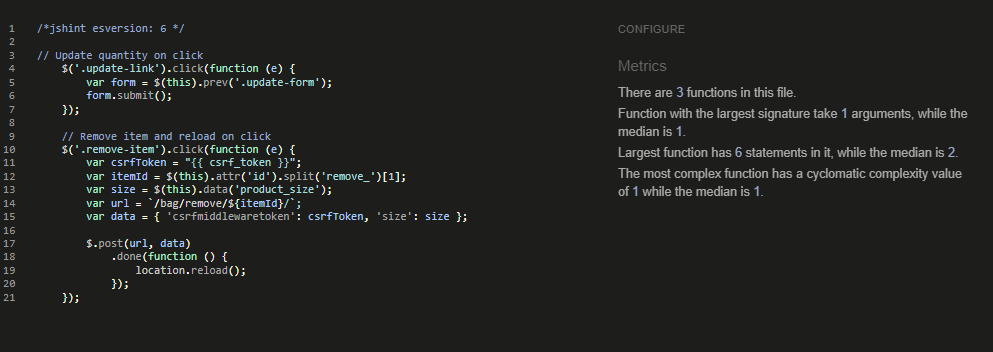 1 /*jshint esversion: 6 */
2
3 // Update quantity on click
4 $('.update-link').click(function (e) {
5 var form = $(this).prev('.update-form');
6 form.submit();
7 });
8
9 // Remove item and reload on click
10 $('.remove-item').click(function (e) {
11 var csrfToken = "{{ csrf_token }}";
12 var itemId = $(this).attr('id').split('remove_')[1];
13 var size = $(this).data('product_size');
14 var url = `/bag/remove/${itemId}/`;
15 var data = { 'csrfmiddlewaretoken': csrfToken, 'size': size };
16
17 $.post(url, data)
18 .done(function () {
19 location.reload();
20 });
21 });
CONFIGURE
Metrics
There are 3 functions in this file.
Function with the largest signature take 1 arguments, while the
median is 1.
Largest function has 6 statements in it, while the median is 2.
The most complex function has a cyclomatic complexity value
of 1 while the median is 1.